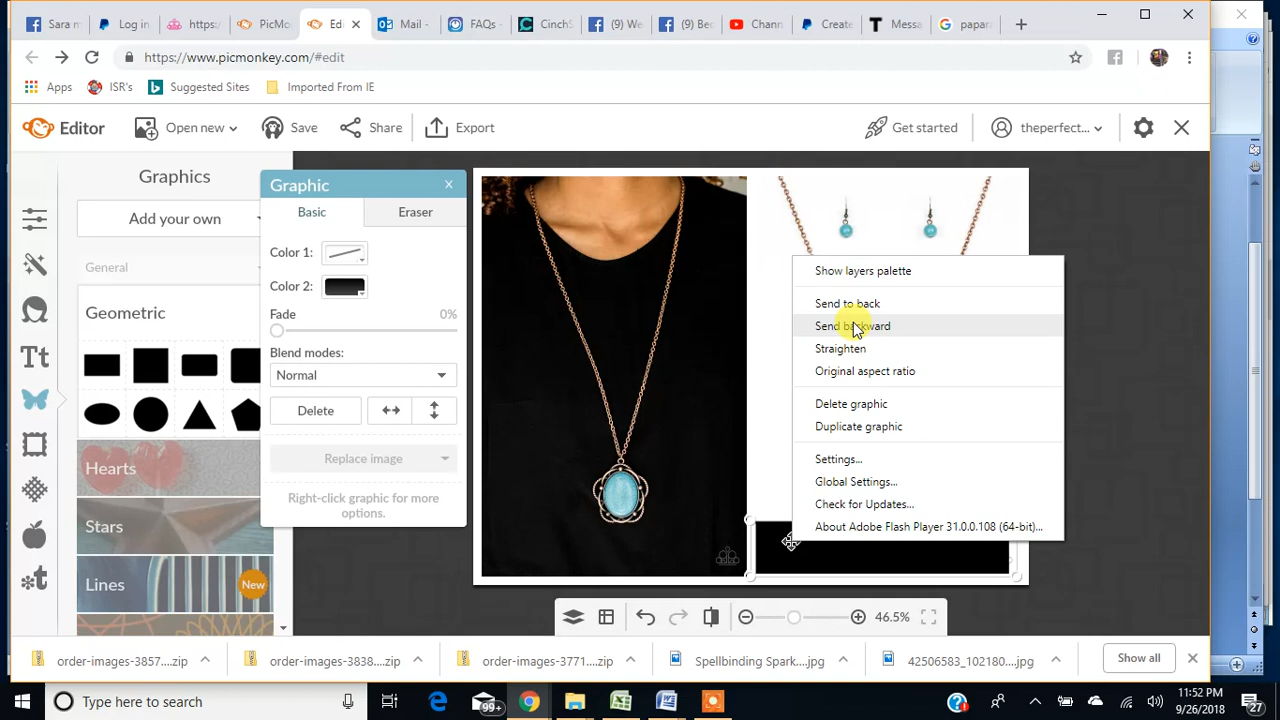 Sara m
Log in
https:/
PicMo
Edi
Mail -
FAQs -
CinchS
(9) We
(9) Bec
Chann
Create
Messa
papar
https://www.picmonkey.com/#edit
Apps
ISR's
Suggested Sites
Imported From IE
Editor
Open new
Save
Share
Export
Get started
theperfect...
Graphics
Add your own
General
Geometric
Hearts
Stars
Lines
New
Graphic
Basic
Eraser
Color 1:
Color 2:
Fade
0%
Blend modes:
Normal
Delete
Replace image
Right-click graphic for more
options.
Show layers palette
Send to back
Send backward
Straighten
Original aspect ratio
Delete graphic
Duplicate graphic
Settings...
Global Settings...
Check for Updates...
About Adobe Flash Player 31.0.0.108 (64-bit)...
46.5%
order-images-3857....zip
order-images-3838....zip
order-images-3771....zip
Spellbinding Spark....jpg
Show all
Type here to search
99+
11:52 PM
9/26/2018
27